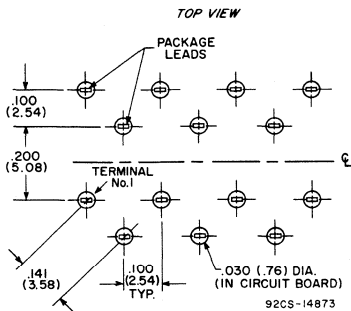 TOP VIEW
PACKAGE
LEADS
.100
(2.54)
.200
(5.08)
℄
TERMINAL
No.1
.141
(3.58)
.100
(2.54)
TYP.
.030 (.76) DIA.
(IN CIRCUIT BOARD)
92CS-14873